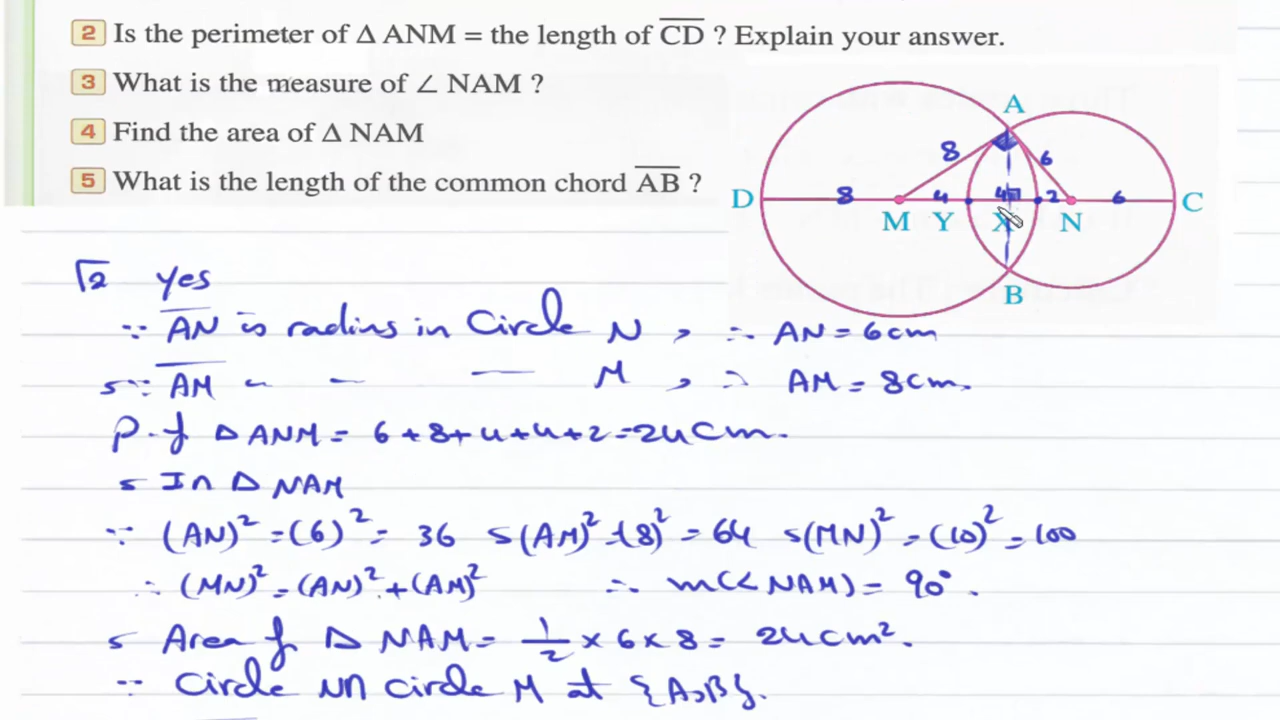 2 Is the perimeter of Δ ANM = the length of CD ? Explain your answer.
3 What is the measure of ∠ NAM ?
4 Find the area of Δ NAM
5 What is the length of the common chord AB ?
A
8 6
D 8 4 4 2 6 C
M Y X N
B
√2 yes
∵ AN is radius in Circle N , ∴ AN = 6cm
, ∵ AM " — — M , ∴ AM = 8cm.
P. of Δ ANM = 6+8+4+4+2=24cm.
, In Δ NAM
∵ (AN)² = (6)² = 36 , (AM)² = (8)² = 64 , (MN)² = (10)² = 100
∴ (MN)² = (AN)² + (AM)² ∴ m(∠NAM) = 90°.
, Area of Δ NAM = 1/2 × 6 × 8 = 24cm².
∵ Circle N ∩ circle M at {A,B}.